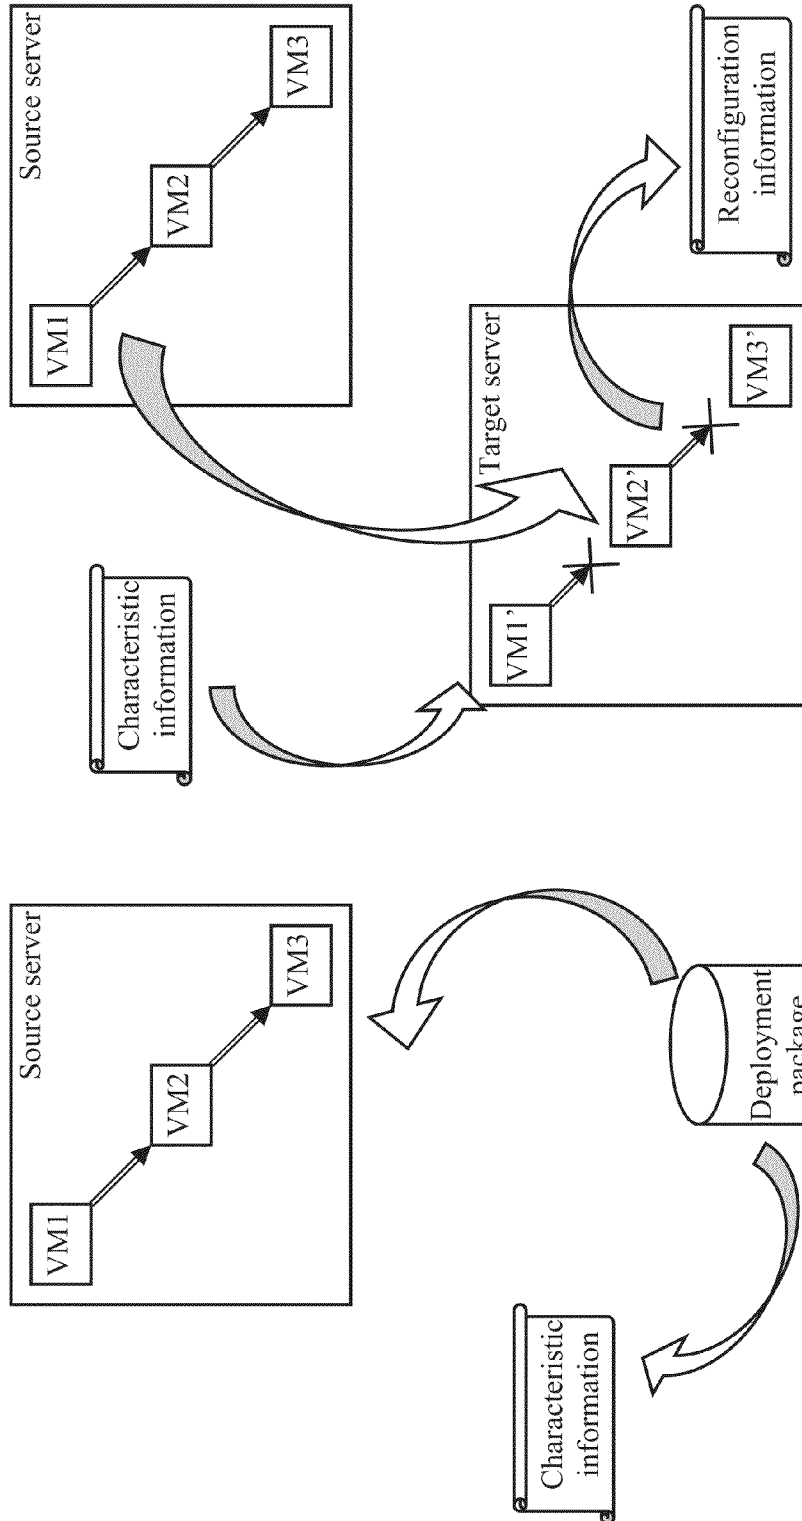 Source server
VM1
VM2
VM3
Characteristic
information
Deployment
package
Source server
VM1
VM2
VM3
Characteristic
information
Target server
VM1’
VM2’
VM3’
Reconfiguration
information